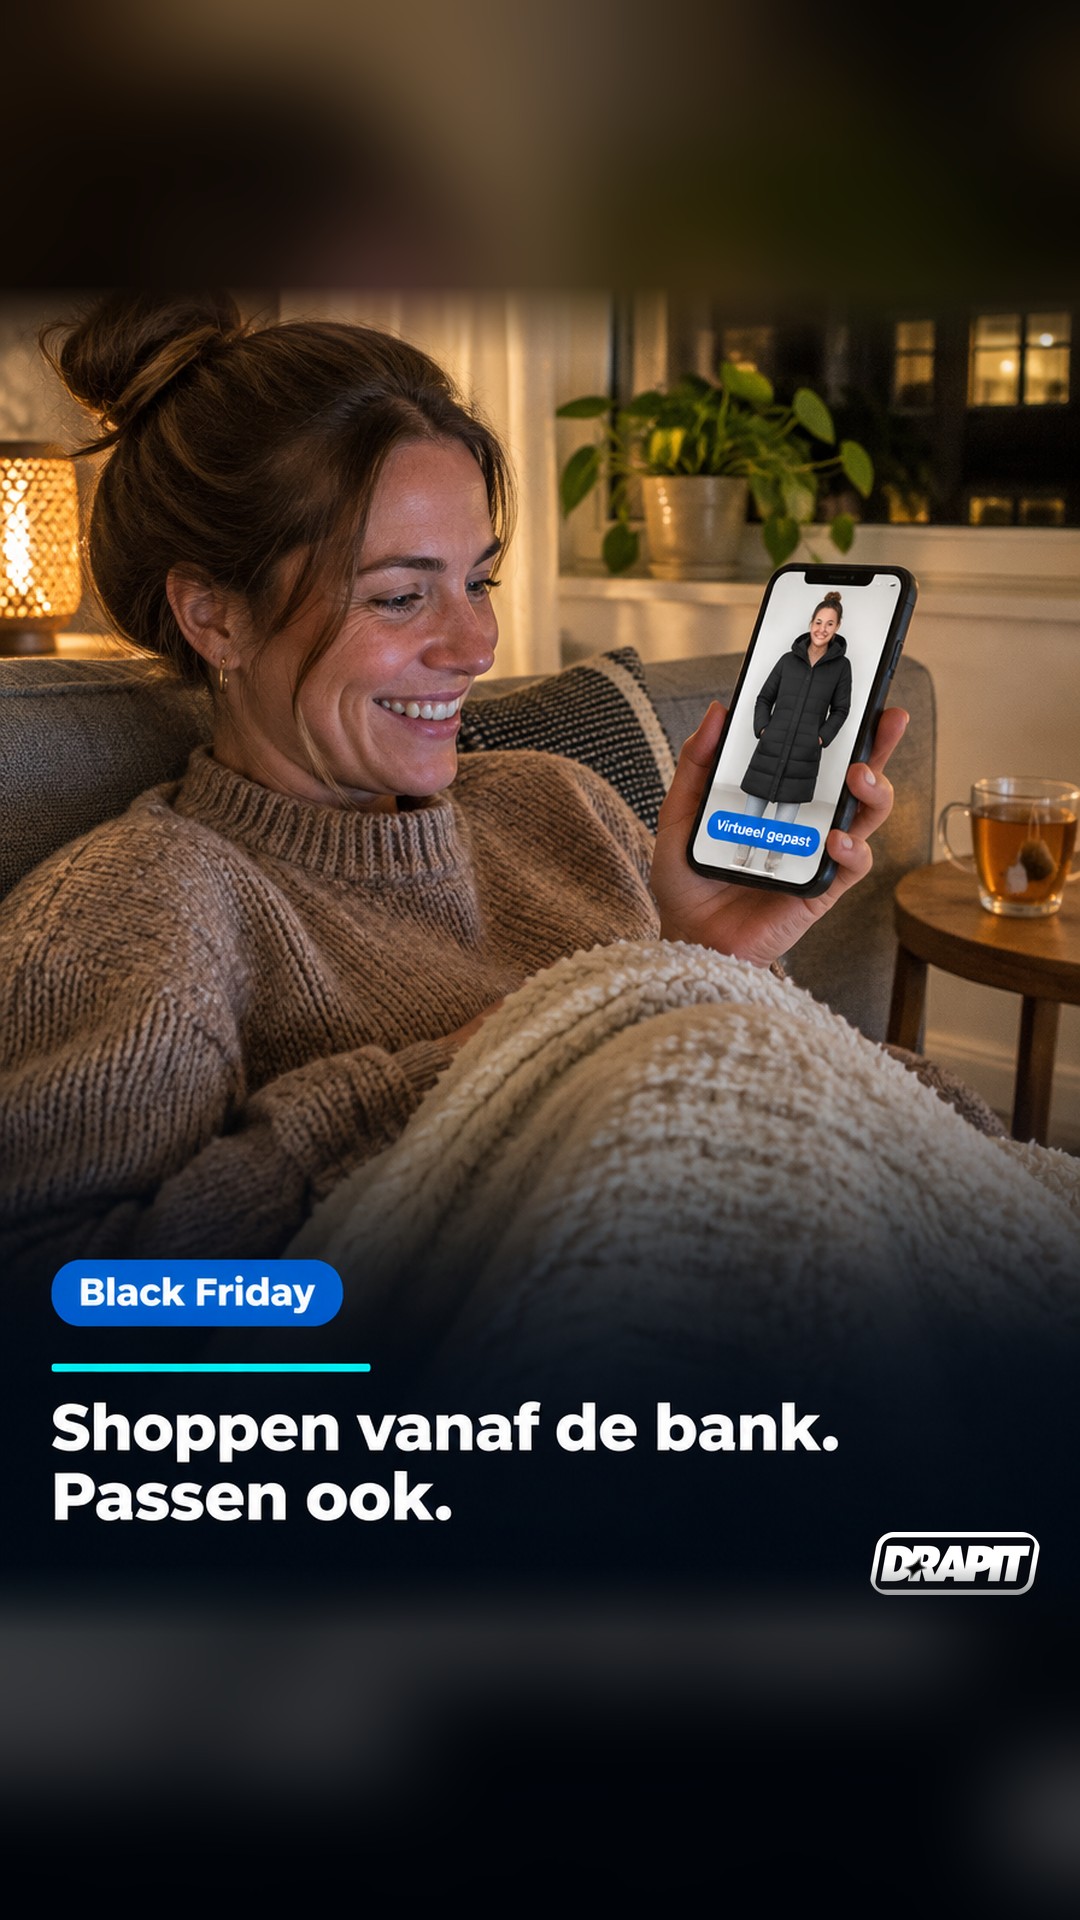 Virtueel gepast
Black Friday
Shoppen vanaf de bank.
Passen ook.
DRAPIT